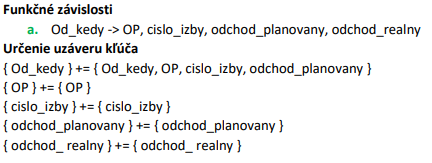 Funkčné závislosti
a. Od_kedy -> OP, cislo_izby, odchod_planovany, odchod_realny
Určenie uzáveru kľúča
{ Od_kedy } += { Od_kedy, OP, cislo_izby, odchod_planovany }
{ OP } += { OP }
{ cislo_izby } += { cislo_izby }
{ odchod_planovany } += { odchod_planovany }
{ odchod_ realny } += { odchod_ realny }